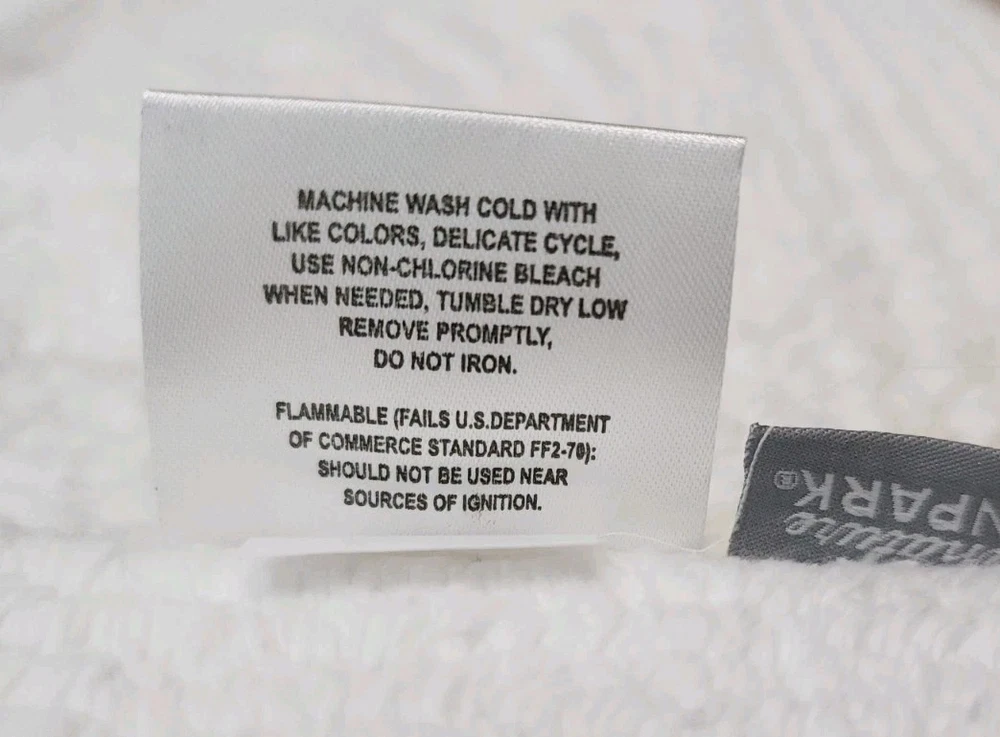 MACHINE WASH COLD WITH
LIKE COLORS, DELICATE CYCLE,
USE NON-CHLORINE BLEACH
WHEN NEEDED, TUMBLE DRY LOW
REMOVE PROMPTLY,
DO NOT IRON.
FLAMMABLE (FAILS U.S.DEPARTMENT
OF COMMERCE STANDARD FF2-70):
SHOULD NOT BE USED NEAR
SOURCES OF IGNITION.